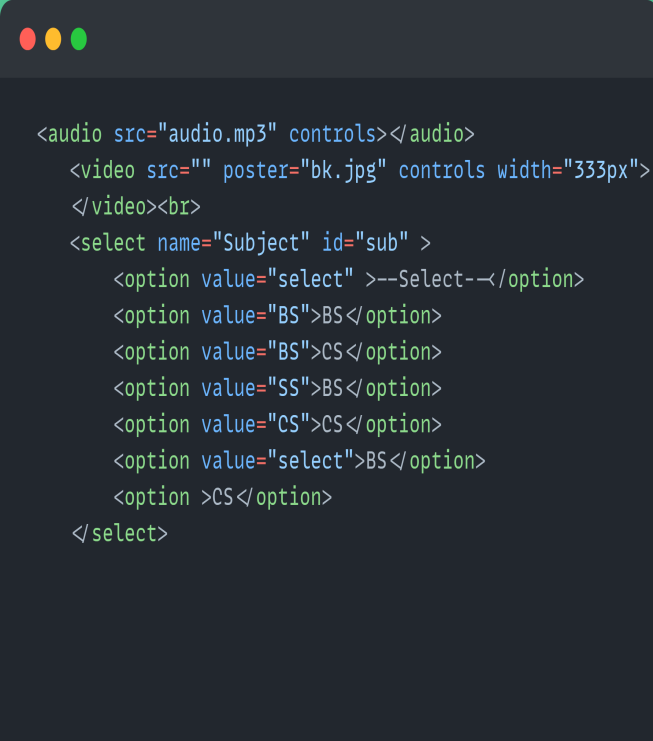 <audio src="audio.mp3" controls></audio>
<video src="" poster="bk.jpg" controls width="333px">
</video><br>
<select name="Subject" id="sub" >
<option value="select" >--Select--</option>
<option value="BS">BS</option>
<option value="BS">CS</option>
<option value="SS">BS</option>
<option value="CS">CS</option>
<option value="select">BS</option>
<option >CS</option>
</select>